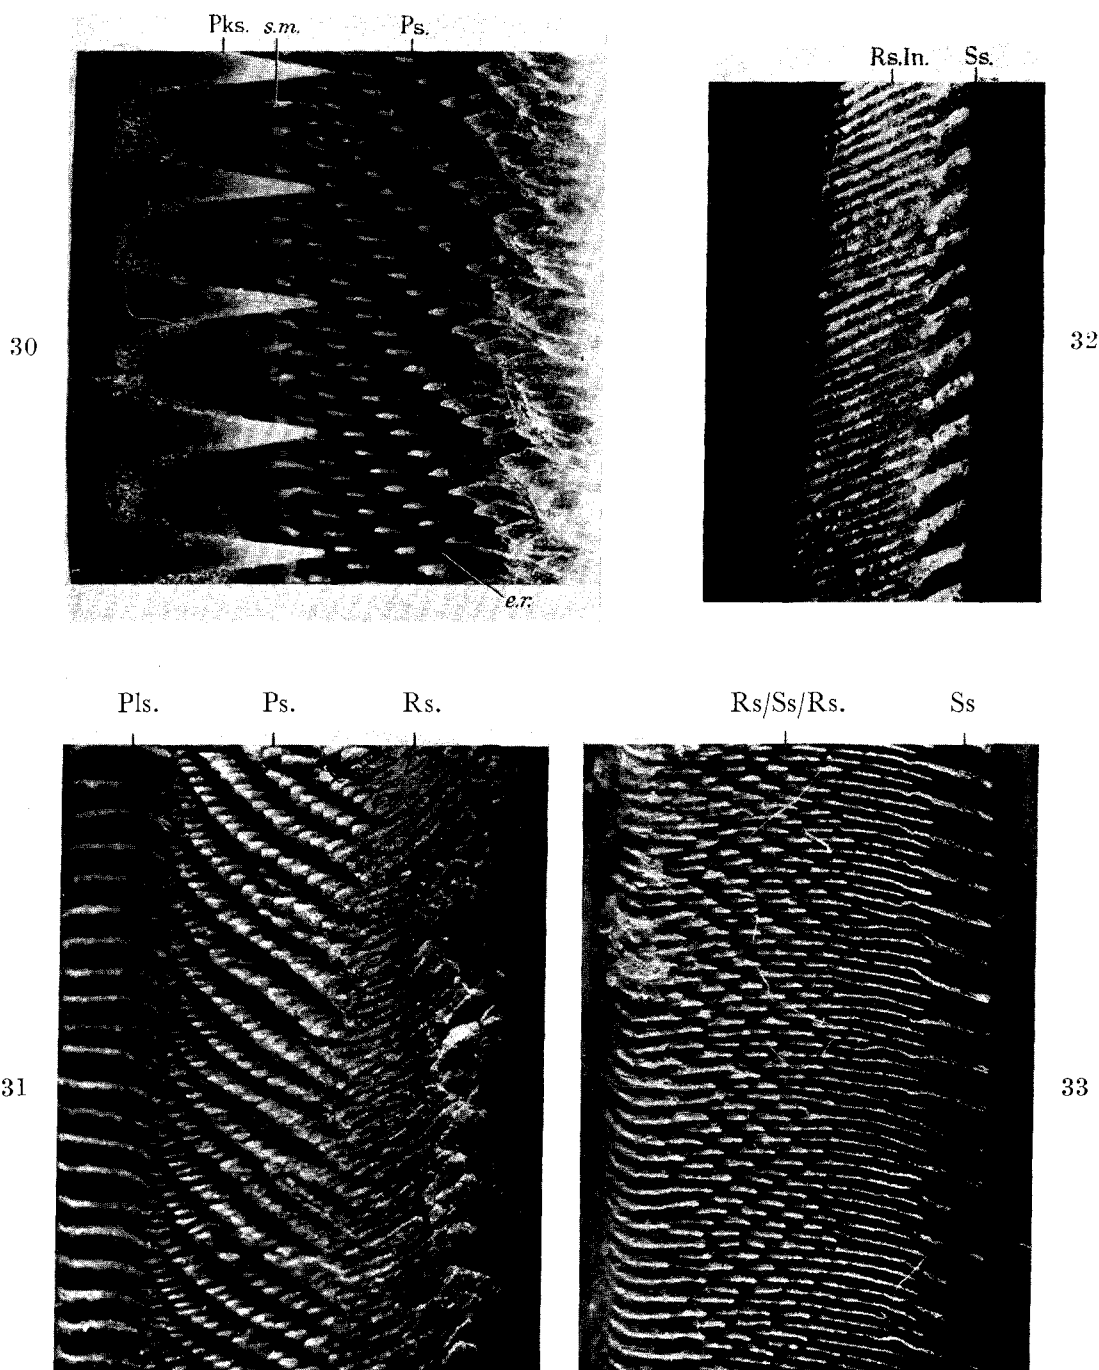 Pks. s.m. Ps.
Rs.In. Ss.
30
32
e.r.
Pls. Ps. Rs.
Rs/Ss/Rs. Ss
31
33